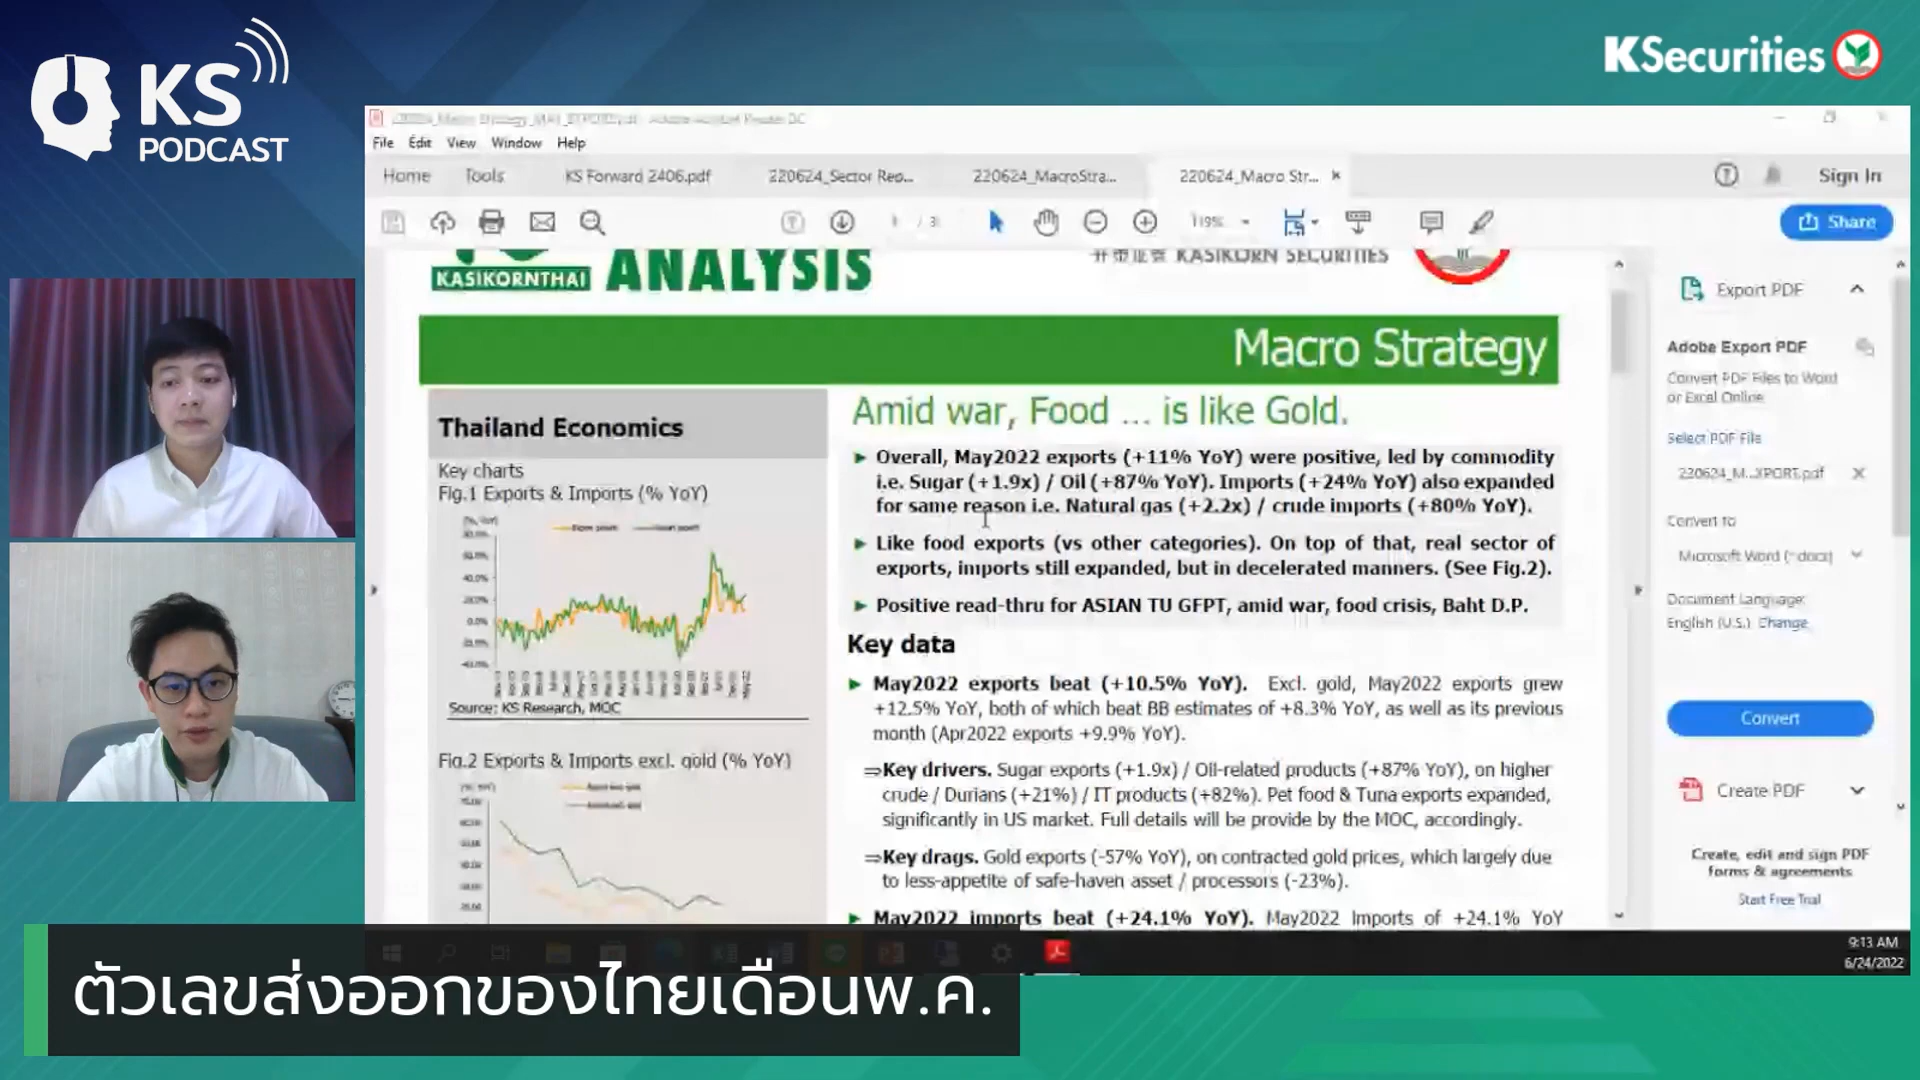 KS
PODCAST
KSecurities
File Edit View Window Help
Home Tools KS Forward 2406.pdf 220624_Sector Rep... 220624_MacroStra... 220624_Macro Str... × Sign In
/ 3 119% Share
KASIKORNTHAI ANALYSIS KASIKORN SECURITIES
Macro Strategy
Thailand Economics
Key charts
Fig.1 Exports & Imports (% YoY)
Source: KS Research, MOC
Fig.2 Exports & Imports excl. gold (% YoY)
Amid war, Food ... is like Gold.
► Overall, May2022 exports (+11% YoY) were positive, led by commodity
i.e. Sugar (+1.9x) / Oil (+87% YoY). Imports (+24% YoY) also expanded
for same reason i.e. Natural gas (+2.2x) / crude imports (+80% YoY).
► Like food exports (vs other categories). On top of that, real sector of
exports, imports still expanded, but in decelerated manners. (See Fig.2).
► Positive read-thru for ASIAN TU GFPT, amid war, food crisis, Baht D.P.
Key data
► May2022 exports beat (+10.5% YoY). Excl. gold, May2022 exports grew
+12.5% YoY, both of which beat BB estimates of +8.3% YoY, as well as its previous
month (Apr2022 exports +9.9% YoY).
⇒Key drivers. Sugar exports (+1.9x) / Oil-related products (+87% YoY), on higher
crude / Durians (+21%) / IT products (+82%). Pet food & Tuna exports expanded,
significantly in US market. Full details will be provide by the MOC, accordingly.
⇒Key drags. Gold exports (-57% YoY), on contracted gold prices, which largely due
to less-appetite of safe-haven asset / processors (-23%).
► May2022 imports beat (+24.1% YoY). May2022 Imports of +24.1% YoY
Export PDF
Adobe Export PDF
Convert PDF Files to Word
or Excel Online
Select PDF File
220624_M...XPORT.pdf ×
Convert to
Microsoft Word (*.docx)
Document Language:
English (U.S.) Change
Convert
Create PDF
Create, edit and sign PDF
forms & agreements
Start Free Trial
9:13 AM
6/24/2022
ตัวเลขส่งออกของไทยเดือนพ.ค.